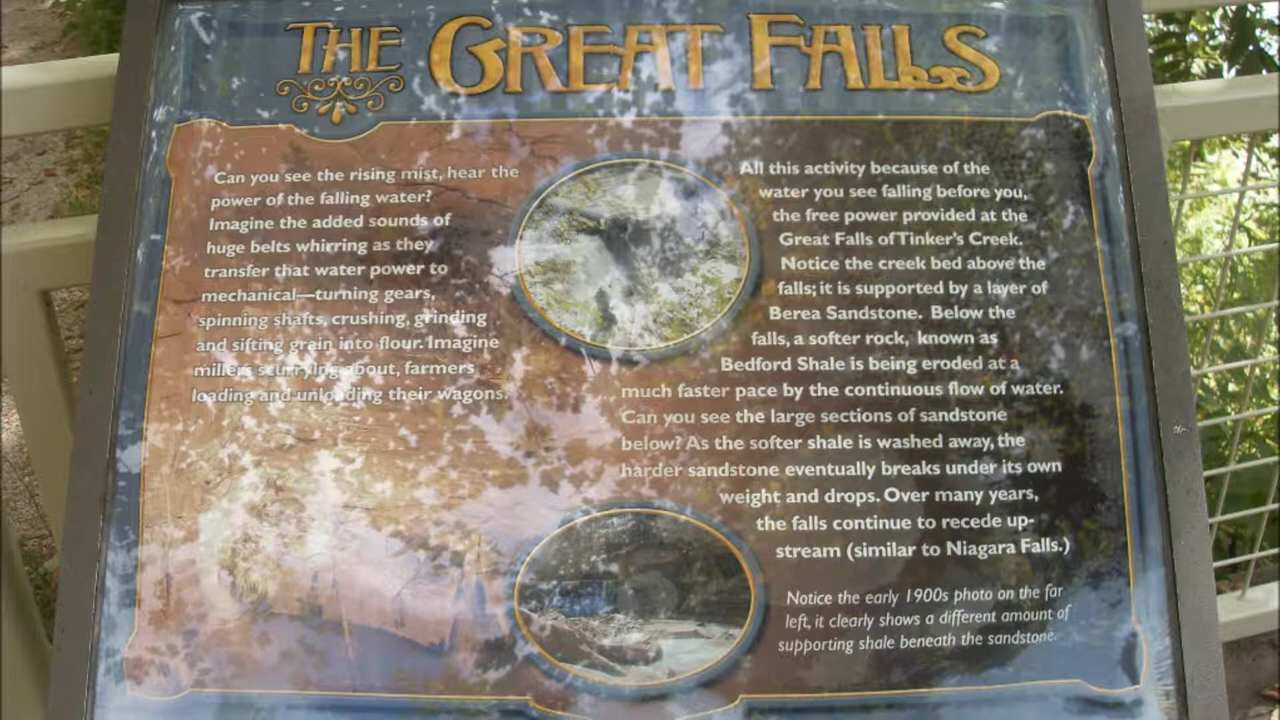 THE GREAT FALLS
Can you see the rising mist, hear the
power of the falling water?
Imagine the added sounds of
huge belts whirring as they
transfer that water power to
mechanical—turning gears,
spinning shafts, crushing, grinding
and sifting grain into flour. Imagine
millers scurrying about, farmers
loading and unloading their wagons.
All this activity because of the
water you see falling before you,
the free power provided at the
Great Falls of Tinker's Creek.
Notice the creek bed above the
falls; it is supported by a layer of
Berea Sandstone. Below the
falls, a softer rock, known as
Bedford Shale is being eroded at a
much faster pace by the continuous flow of water.
Can you see the large sections of sandstone
below? As the softer shale is washed away, the
harder sandstone eventually breaks under its own
weight and drops. Over many years,
the falls continue to recede up-
stream (similar to Niagara Falls.)
Notice the early 1900s photo on the far
left, it clearly shows a different amount of
supporting shale beneath the sandstone.